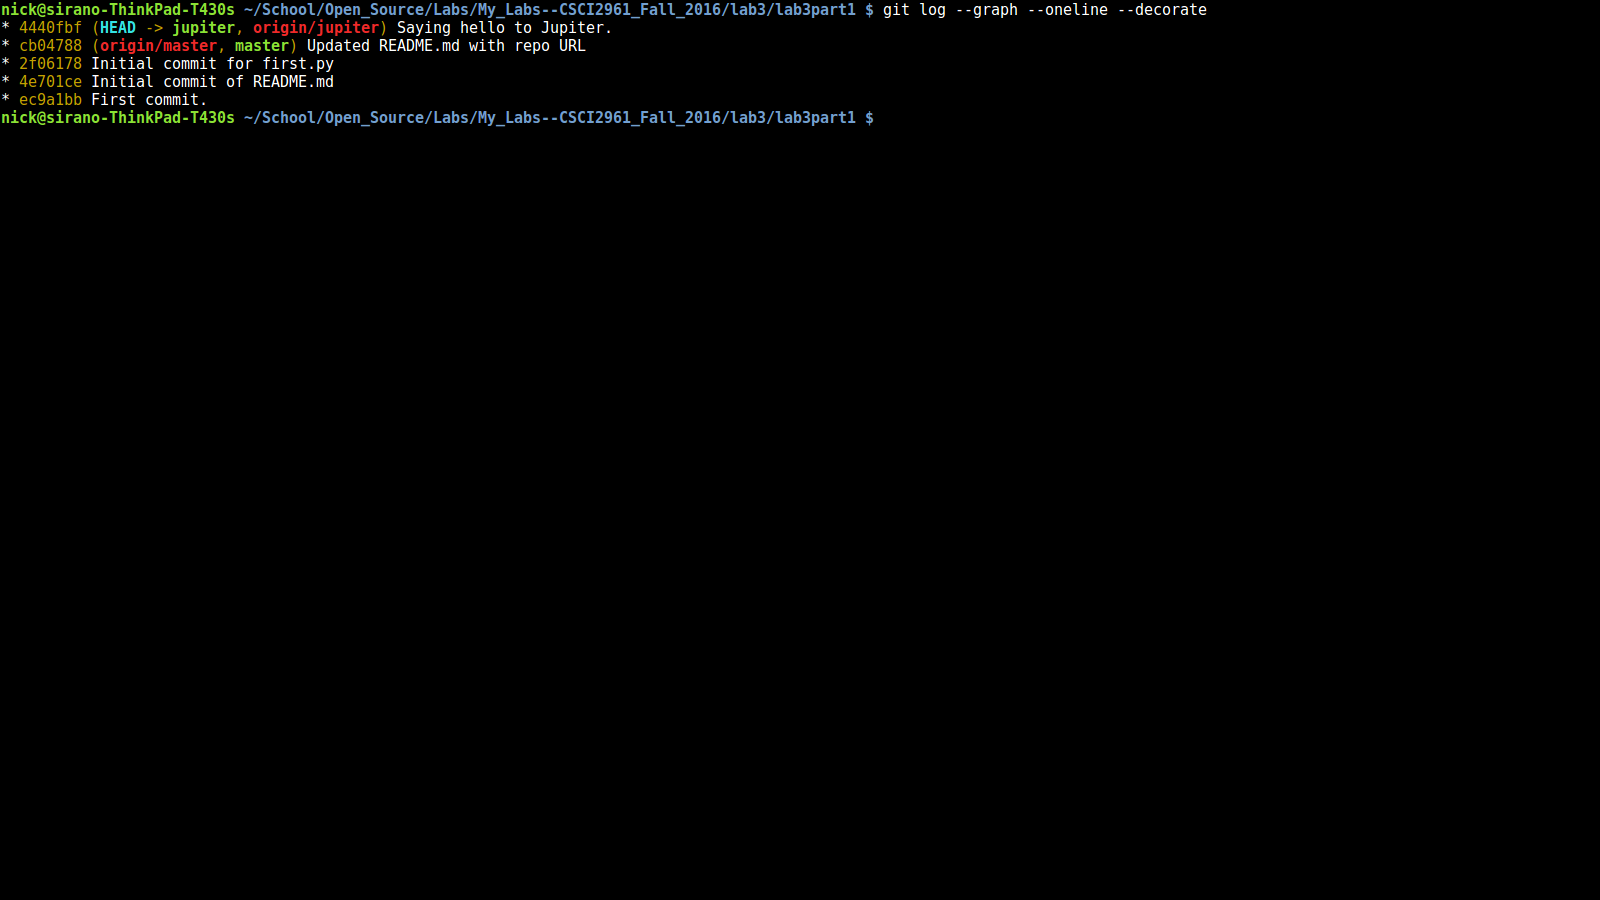 nick@sirano-ThinkPad-T430s ~/School/Open_Source/Labs/My_Labs--CSCI2961_Fall_2016/lab3/lab3part1 $ git log --graph --oneline --decorate
* 4440fbf (HEAD -> jupiter, origin/jupiter) Saying hello to Jupiter.
* cb04788 (origin/master, master) Updated README.md with repo URL
* 2f06178 Initial commit for first.py
* 4e701ce Initial commit of README.md
* ec9a1bb First commit.
nick@sirano-ThinkPad-T430s ~/School/Open_Source/Labs/My_Labs--CSCI2961_Fall_2016/lab3/lab3part1 $